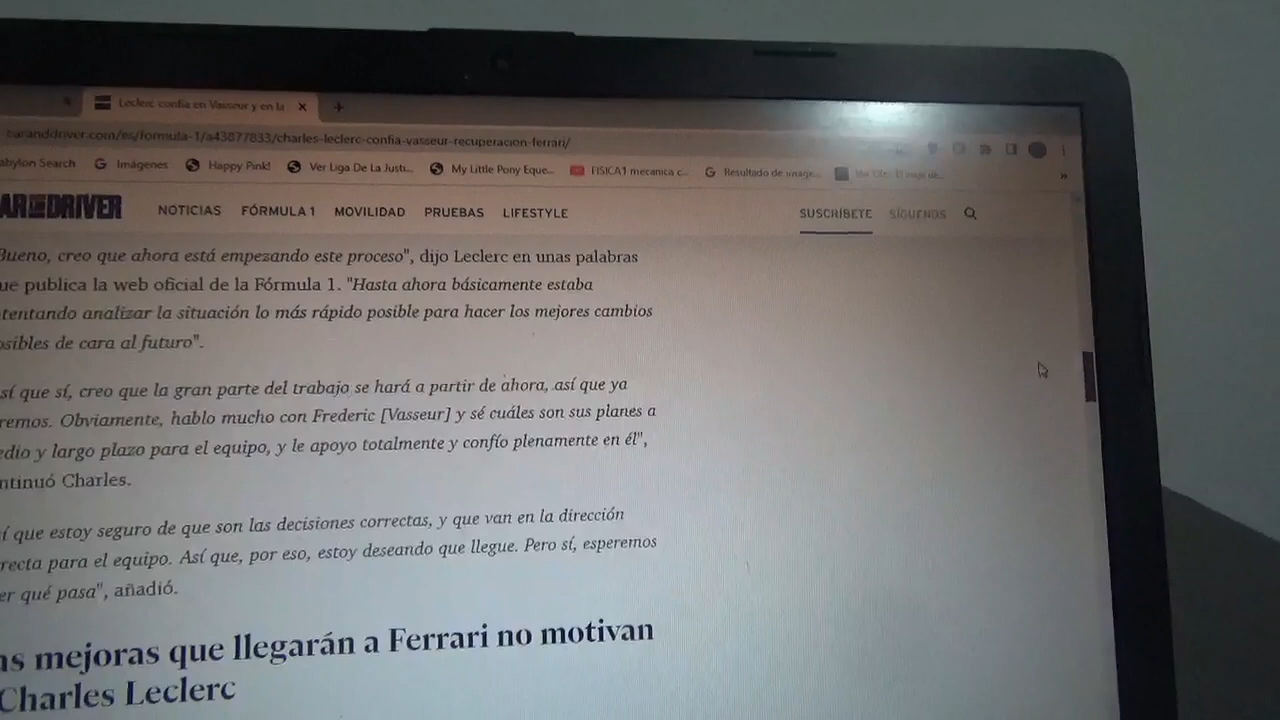 Leclerc confía en Vasseur y en la
caranddriver.com/es/formula-1/a43877833/charles-leclerc-confia-vasseur-recuperacion-ferrari/
abylon Search Imágenes Happy Pink! Ver Liga De La Justi... My Little Pony Eque... FISICA1 mecanica c... Resultado de image...
AR DRIVER NOTICIAS FÓRMULA 1 MOVILIDAD PRUEBAS LIFESTYLE SUSCRÍBETE SÍGUENOS
Bueno, creo que ahora está empezando este proceso", dijo Leclerc en unas palabras
ue publica la web oficial de la Fórmula 1. "Hasta ahora básicamente estaba
tentando analizar la situación lo más rápido posible para hacer los mejores cambios
osibles de cara al futuro".
sí que sí, creo que la gran parte del trabajo se hará a partir de ahora, así que ya
remos. Obviamente, hablo mucho con Frederic [Vasseur] y sé cuáles son sus planes a
edio y largo plazo para el equipo, y le apoyo totalmente y confío plenamente en él",
ntinuó Charles.
í que estoy seguro de que son las decisiones correctas, y que van en la dirección
recta para el equipo. Así que, por eso, estoy deseando que llegue. Pero sí, esperemos
er qué pasa", añadió.
as mejoras que llegarán a Ferrari no motivan
Charles Leclerc